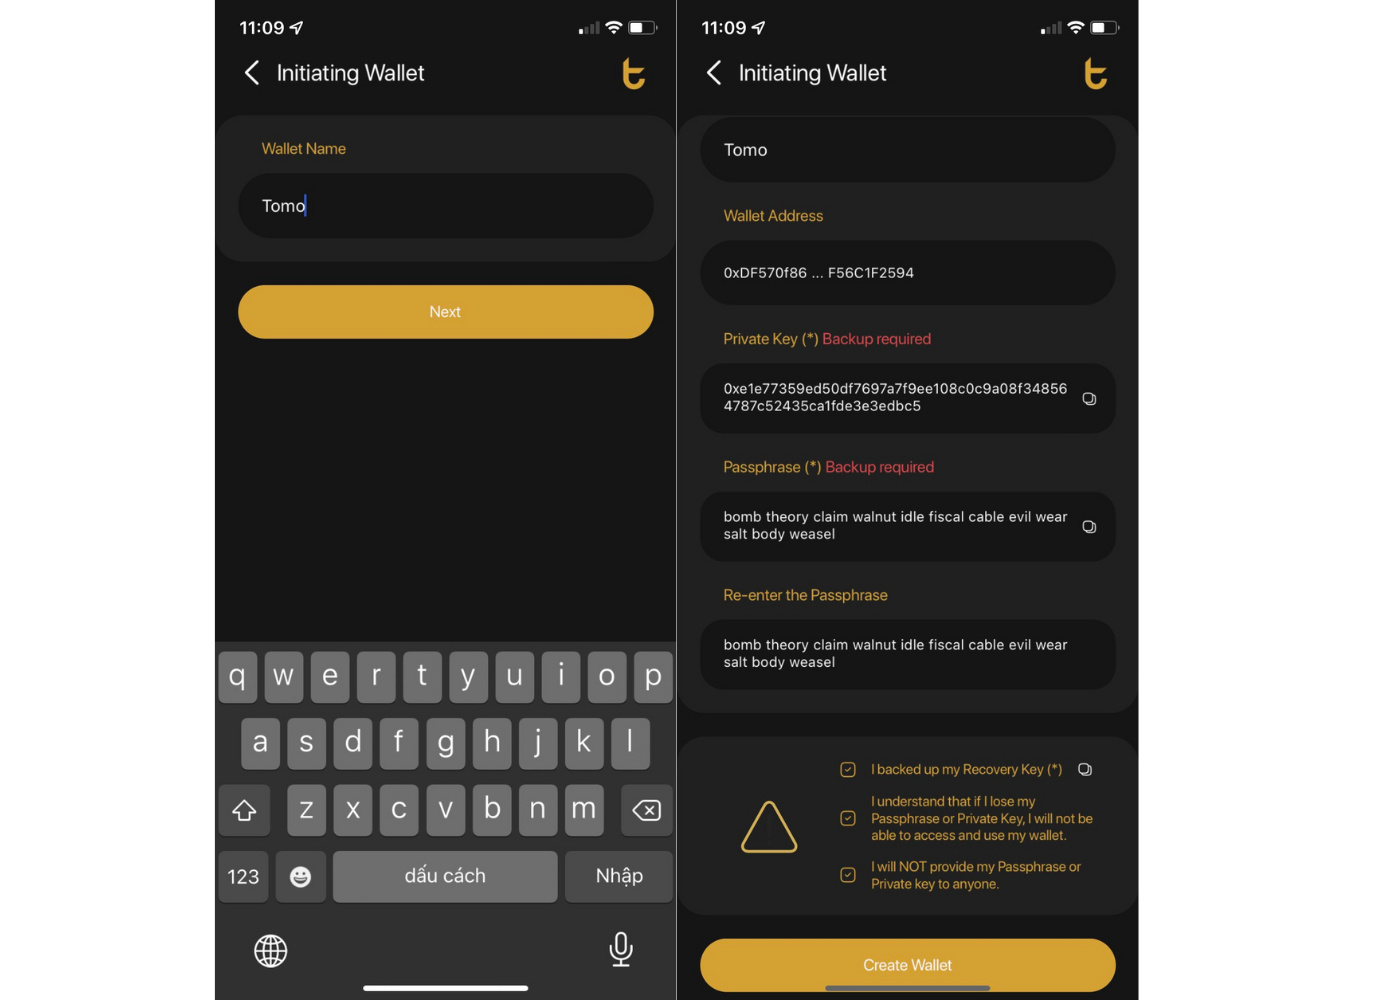 11:09
Initiating Wallet
Wallet Name
Tomo
Next
q w e r t y u i o p
a s d f g h j k l
z x c v b n m
123 dấu cách Nhập
11:09
Initiating Wallet
Tomo
Wallet Address
0xDF570f86 ... F56C1F2594
Private Key (*) Backup required
0xe1e77359ed50df7697a7f9ee108c0c9a08f34856
4787c52435ca1fde3e3edbc5
Passphrase (*) Backup required
bomb theory claim walnut idle fiscal cable evil wear
salt body weasel
Re-enter the Passphrase
bomb theory claim walnut idle fiscal cable evil wear
salt body weasel
I backed up my Recovery Key (*)
I understand that if I lose my
Passphrase or Private Key, I will not be
able to access and use my wallet.
I will NOT provide my Passphrase or
Private key to anyone.
Create Wallet